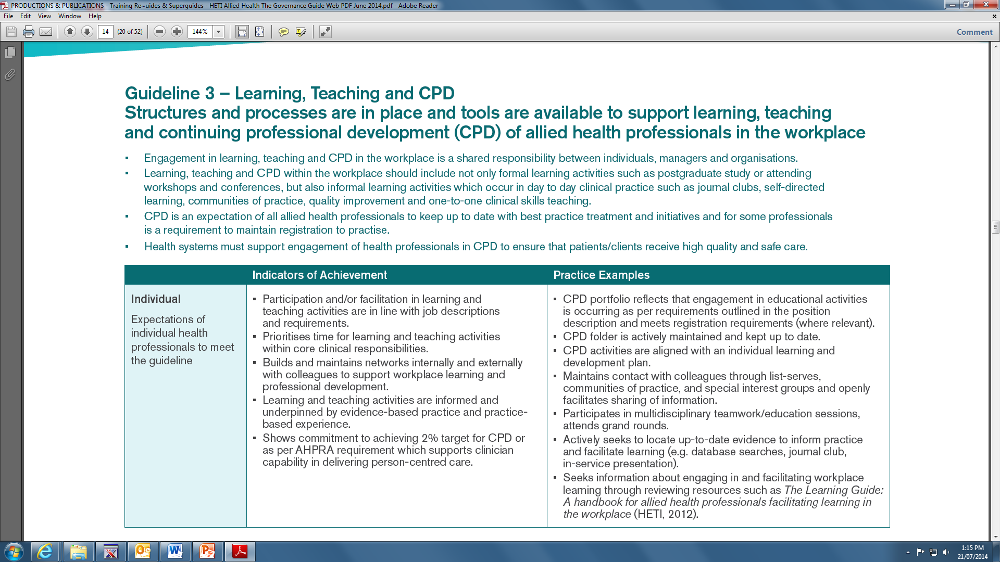 PRODUCTIONS & PUBLICATIONS - Training Re~uides & Superguides - HETI Allied Health The Governance Guide Web PDF June 2014.pdf - Adobe Reader
File Edit View Window Help
14 (20 of 52) 144% Comment
Guideline 3 – Learning, Teaching and CPD
Structures and processes are in place and tools are available to support learning, teaching
and continuing professional development (CPD) of allied health professionals in the workplace
▪ Engagement in learning, teaching and CPD in the workplace is a shared responsibility between individuals, managers and organisations.
▪ Learning, teaching and CPD within the workplace should include not only formal learning activities such as postgraduate study or attending
workshops and conferences, but also informal learning activities which occur in day to day clinical practice such as journal clubs, self-directed
learning, communities of practice, quality improvement and one-to-one clinical skills teaching.
▪ CPD is an expectation of all allied health professionals to keep up to date with best practice treatment and initiatives and for some professionals
is a requirement to maintain registration to practise.
▪ Health systems must support engagement of health professionals in CPD to ensure that patients/clients receive high quality and safe care.
Indicators of Achievement
Practice Examples
Individual
Expectations of
individual health
professionals to meet
the guideline
▪ Participation and/or facilitation in learning and
teaching activities are in line with job descriptions
and requirements.
▪ Prioritises time for learning and teaching activities
within core clinical responsibilities.
▪ Builds and maintains networks internally and externally
with colleagues to support workplace learning and
professional development.
▪ Learning and teaching activities are informed and
underpinned by evidence-based practice and practice-
based experience.
▪ Shows commitment to achieving 2% target for CPD or
as per AHPRA requirement which supports clinician
capability in delivering person-centred care.
▪ CPD portfolio reflects that engagement in educational activities
is occurring as per requirements outlined in the position
description and meets registration requirements (where relevant).
▪ CPD folder is actively maintained and kept up to date.
▪ CPD activities are aligned with an individual learning and
development plan.
▪ Maintains contact with colleagues through list-serves,
communities of practice, and special interest groups and openly
facilitates sharing of information.
▪ Participates in multidisciplinary teamwork/education sessions,
attends grand rounds.
▪ Actively seeks to locate up-to-date evidence to inform practice
and facilitate learning (e.g. database searches, journal club,
in-service presentation).
▪ Seeks information about engaging in and facilitating workplace
learning through reviewing resources such as The Learning Guide:
A handbook for allied health professionals facilitating learning in
the workplace (HETI, 2012).
1:15 PM
21/07/2014